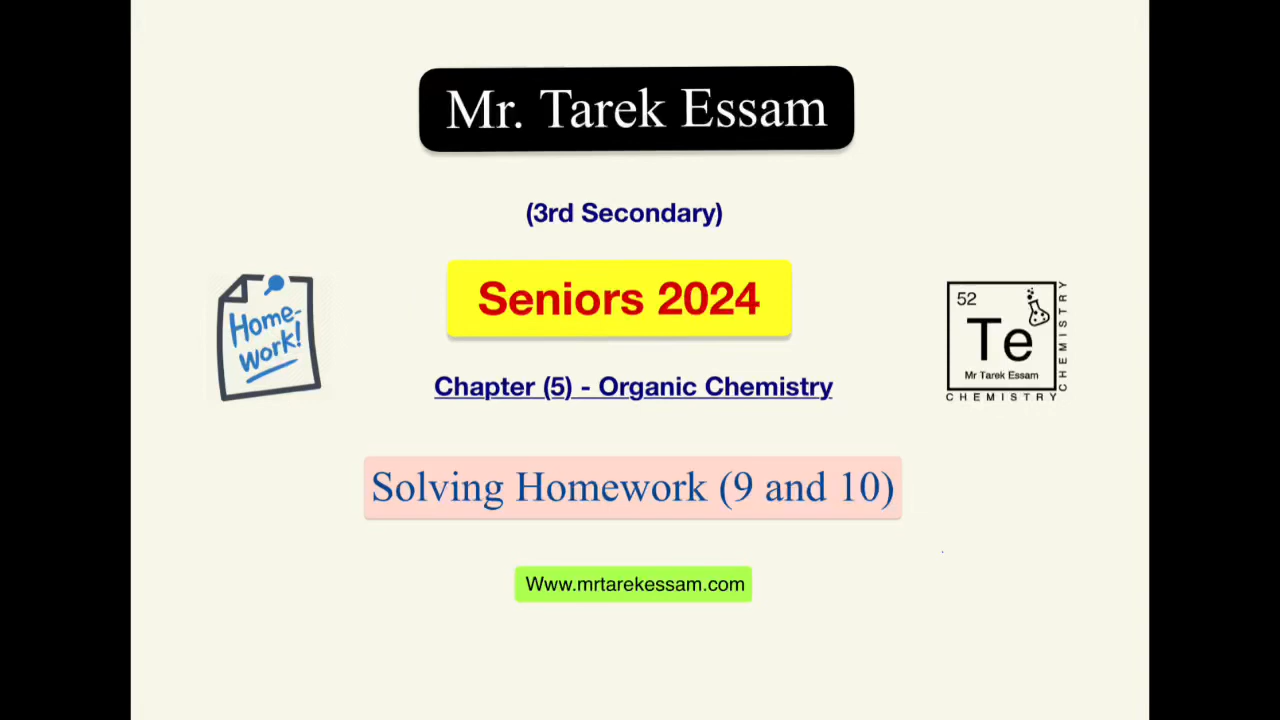 Mr. Tarek Essam
(3rd Secondary)
Seniors 2024
Home-
work!
52
Te
Mr Tarek Essam
CHEMISTRY
CHEMISTRY
Chapter (5) - Organic Chemistry
Solving Homework (9 and 10)
Www.mrtarekessam.com